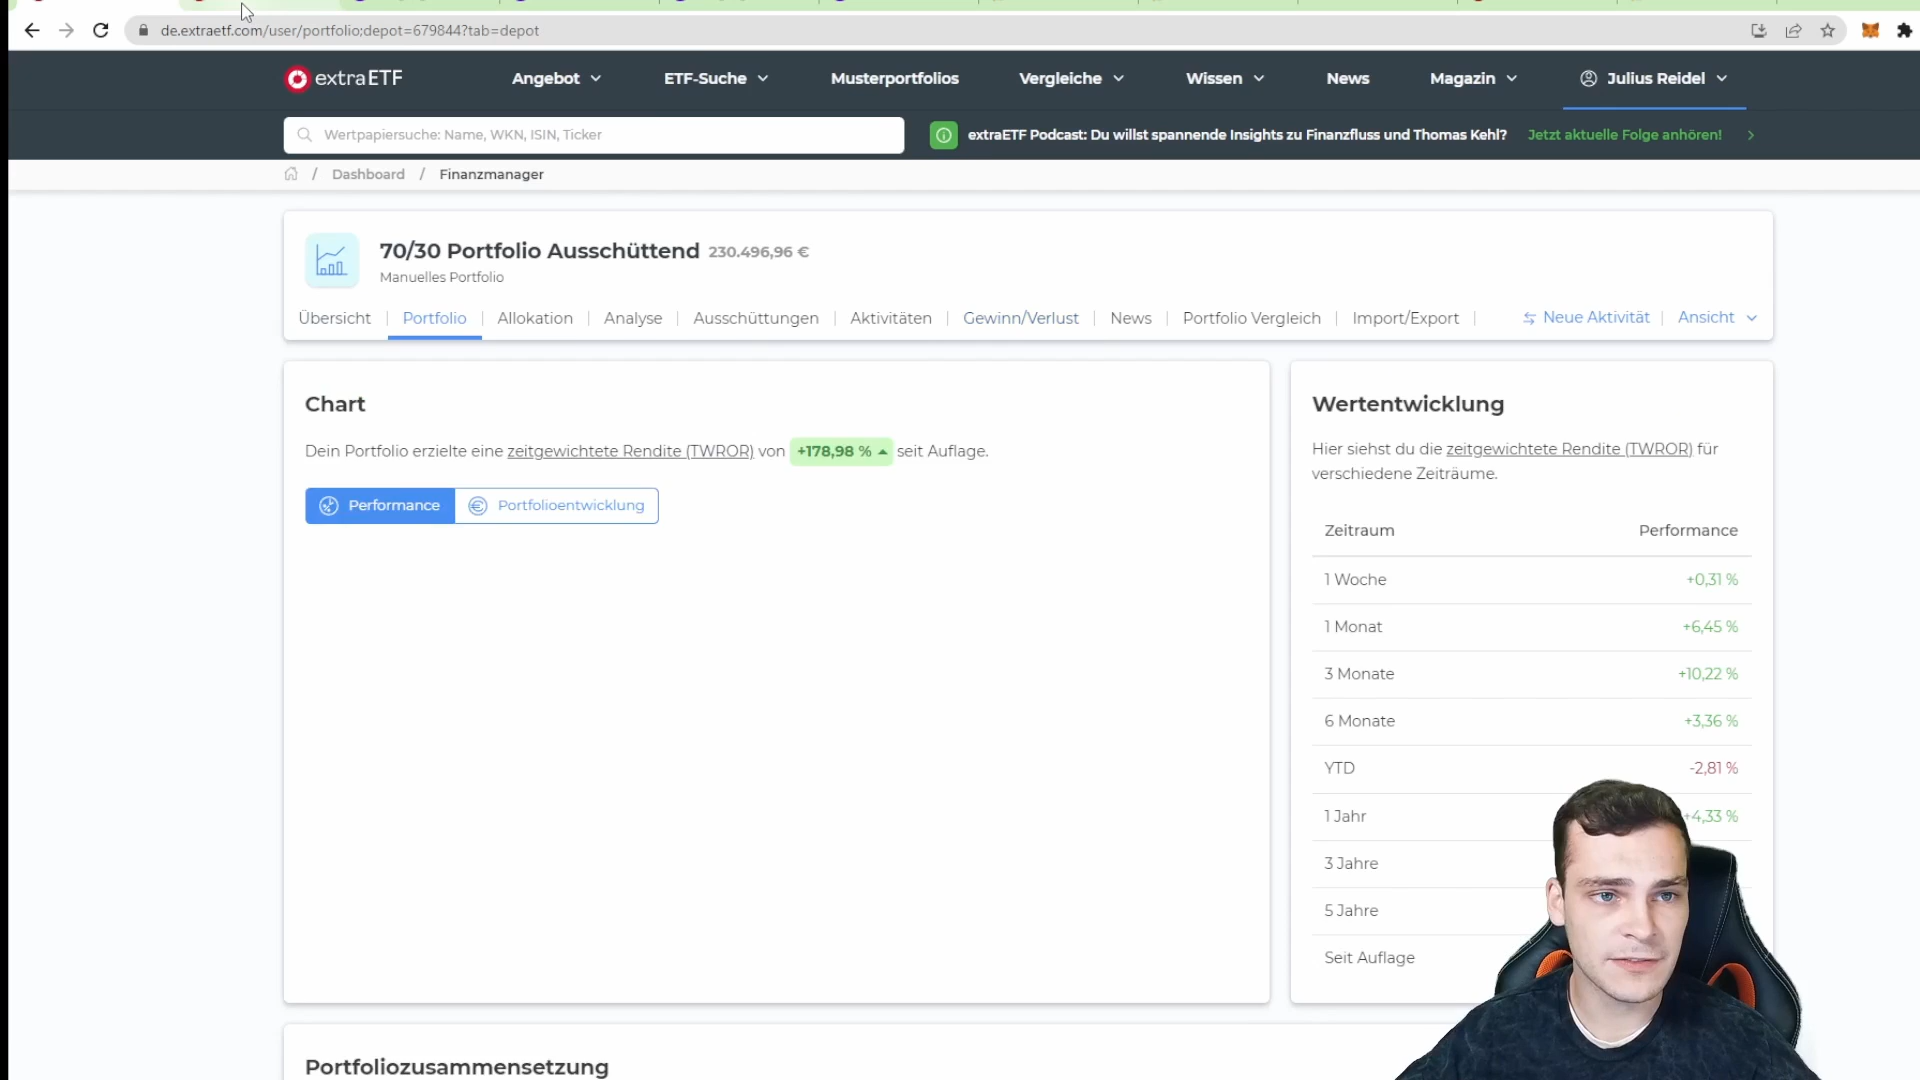 de.extraetf.com/user/portfolio;depot=679844?tab=depot
extraETF
Angebot
ETF-Suche
Musterportfolios
Vergleiche
Wissen
News
Magazin
Julius Reidel
Wertpapiersuche: Name, WKN, ISIN, Ticker
extraETF Podcast: Du willst spannende Insights zu Finanzfluss und Thomas Kehl? Jetzt aktuelle Folge anhören!
/ Dashboard / Finanzmanager
70/30 Portfolio Ausschüttend 230.496,96 €
Manuelles Portfolio
Übersicht
Portfolio
Allokation
Analyse
Ausschüttungen
Aktivitäten
Gewinn/Verlust
News
Portfolio Vergleich
Import/Export
Neue Aktivität
Ansicht
Chart
Dein Portfolio erzielte eine zeitgewichtete Rendite (TWROR) von +178,98 % seit Auflage.
Performance
Portfolioentwicklung
Wertentwicklung
Hier siehst du die zeitgewichtete Rendite (TWROR) für
verschiedene Zeiträume.
Zeitraum Performance
1 Woche +0,31 %
1 Monat +6,45 %
3 Monate +10,22 %
6 Monate +3,36 %
YTD -2,81 %
1 Jahr +4,33 %
3 Jahre
5 Jahre
Seit Auflage
Portfoliozusammensetzung